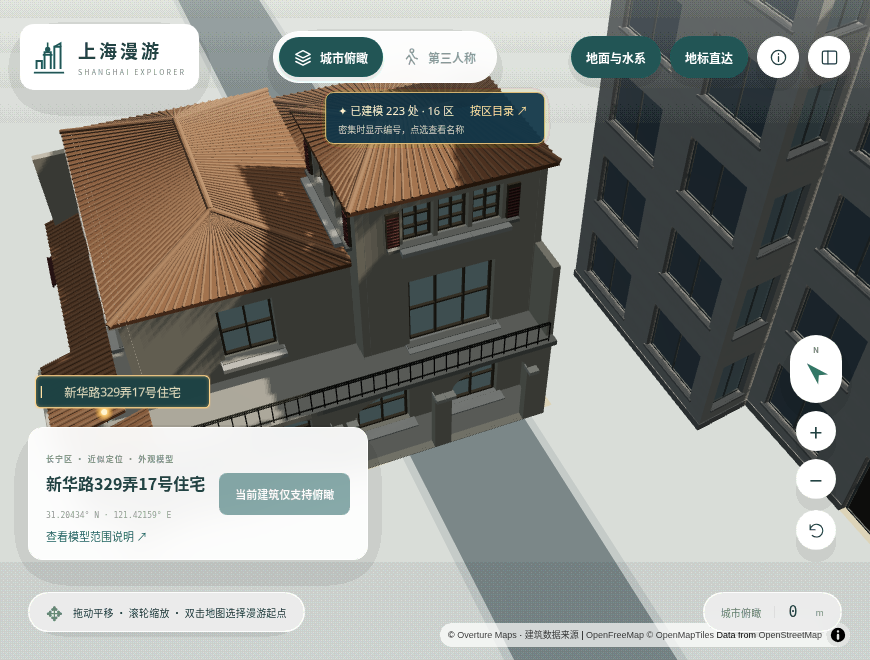 上海漫游
SHANGHAI EXPLORER
城市俯瞰
第三人称
地面与水系
地标直达
✦ 已建模 223 处 · 16 区 按区目录 ↗
密集时显示编号，点选查看名称
新华路329弄17号住宅
长宁区 · 近似定位 · 外观模型
新华路329弄17号住宅
当前建筑仅支持俯瞰
31.20434° N · 121.42159° E
查看模型范围说明 ↗
N
+
−
拖动平移 · 滚轮缩放 · 双击地图选择漫游起点
城市俯瞰 0 m
© Overture Maps · 建筑数据来源 | OpenFreeMap © OpenMapTiles Data from OpenStreetMap